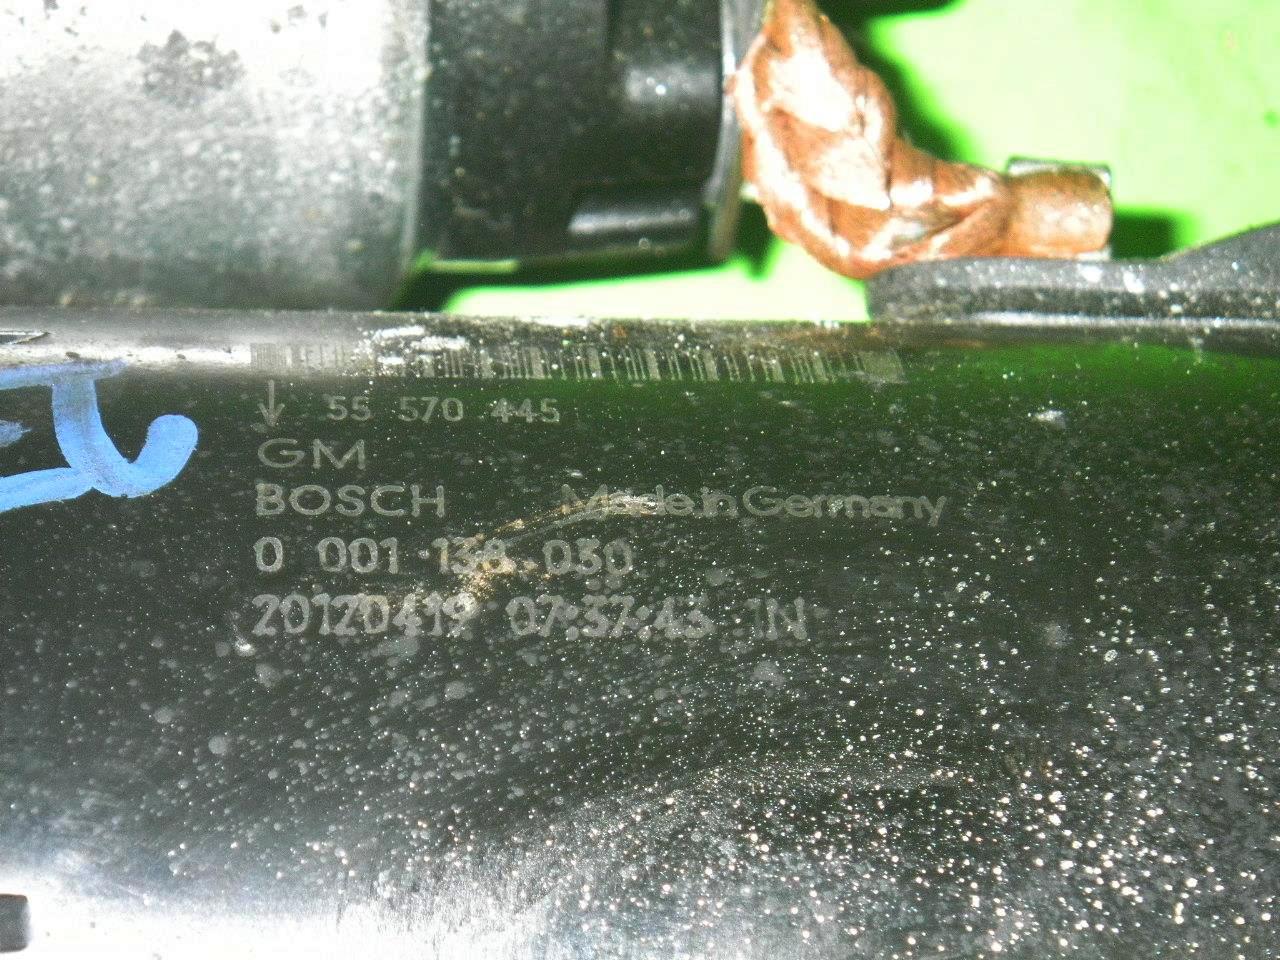 55 570 445
GM
BOSCH Made in Germany
0 001 138 030
20120419 07:37:43 1N